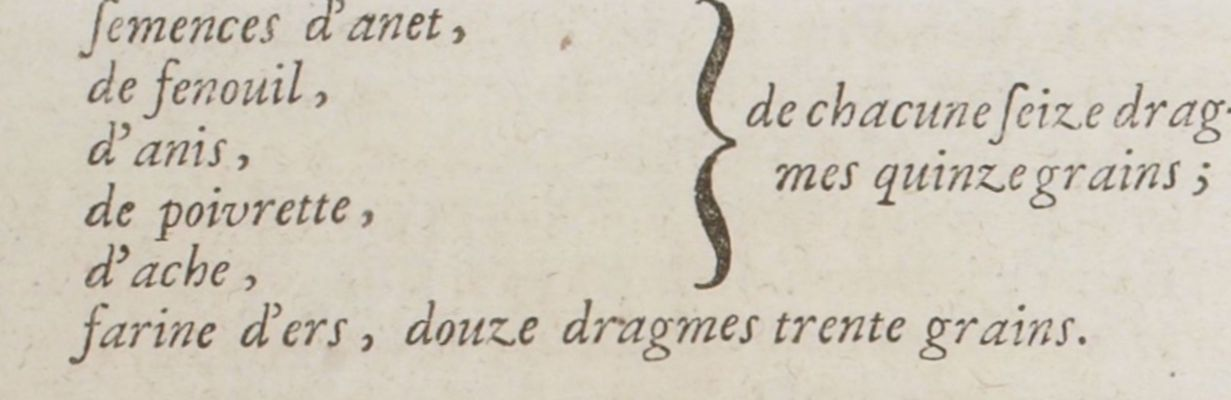 ſemences d'anet,
de fenouil,
d'anis,
de poivrette,
d'ache,
de chacune ſeize drag-
mes quinze grains ;
farine d'ers, douze dragmes trente grains.